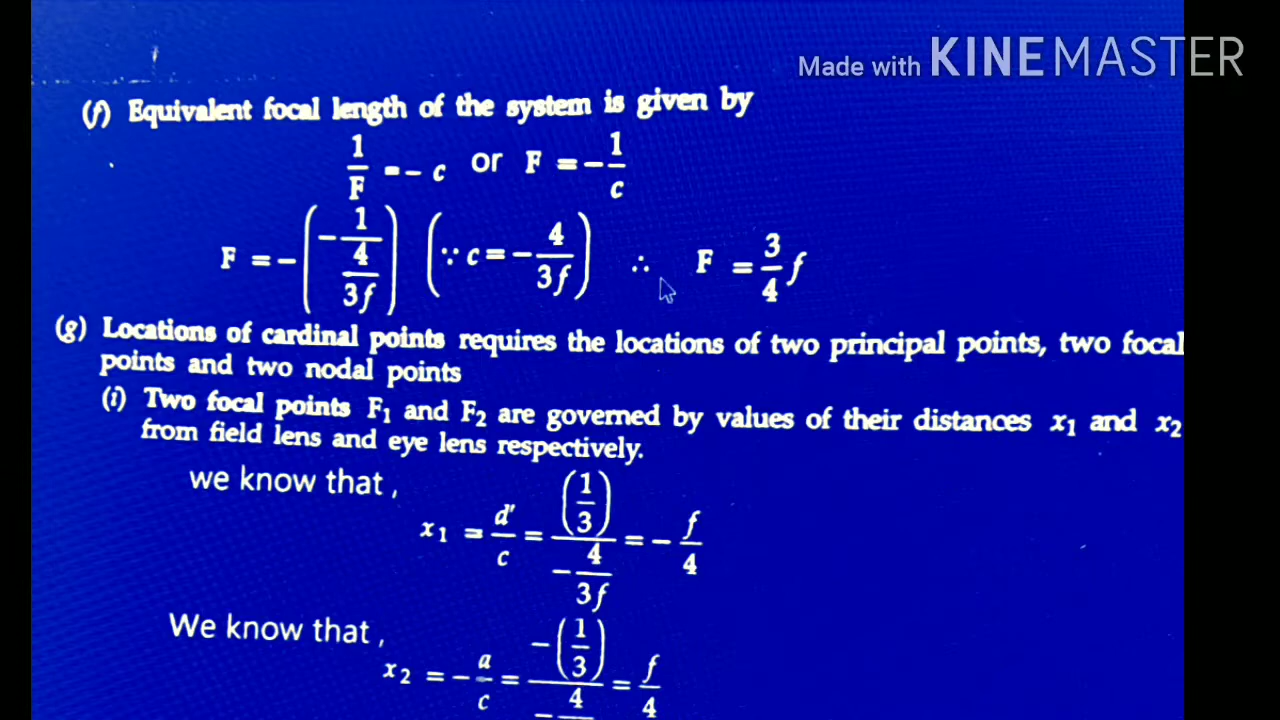 Made with KINEMASTER
(f) Equivalent focal length of the system is given by
1/F = − c or F = − 1/c
F = − ( − 1 / (4/3f) ) ( ∵ c = − 4/3f ) ∴ F = 3/4 f
(g) Locations of cardinal points requires the locations of two principal points, two focal
points and two nodal points
(i) Two focal points F₁ and F₂ are governed by values of their distances x₁ and x₂
from field lens and eye lens respectively.
we know that ,
x₁ = d′/c = (1/3) / (− 4/3f) = − f/4
We know that ,
x₂ = − a/c = −(1/3) / (− 4 = f/4